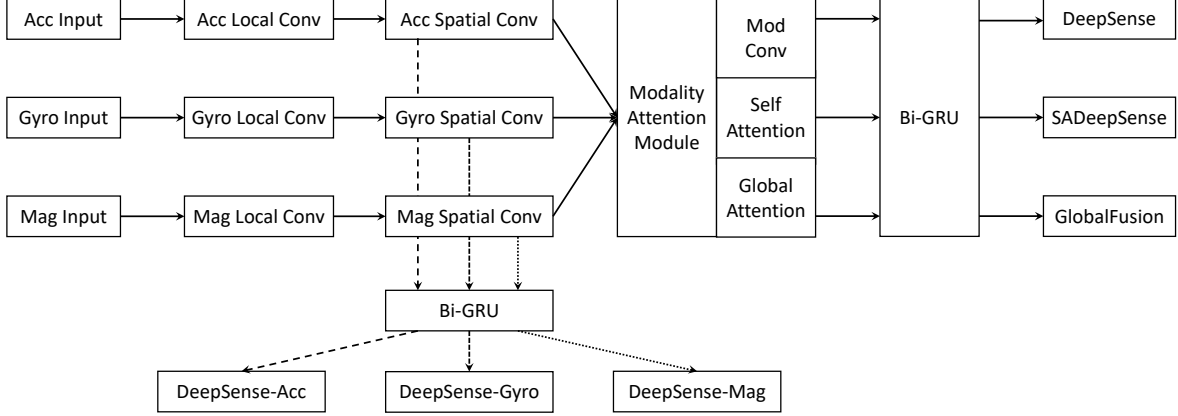 Acc Input
Acc Local Conv
Acc Spatial Conv
Gyro Input
Gyro Local Conv
Gyro Spatial Conv
Mag Input
Mag Local Conv
Mag Spatial Conv
Modality
Attention
Module
Mod
Conv
Self
Attention
Global
Attention
Bi-GRU
DeepSense
SADeepSense
GlobalFusion
Bi-GRU
DeepSense-Acc
DeepSense-Gyro
DeepSense-Mag